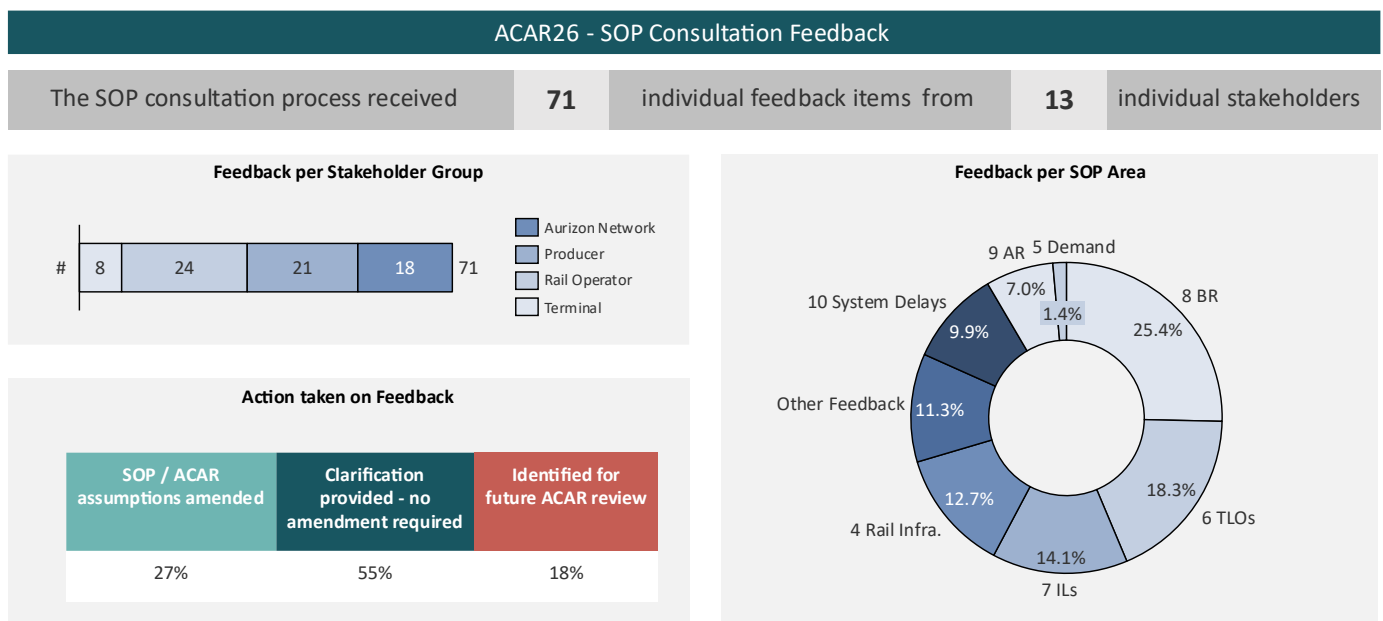 ACAR26 - SOP Consultation Feedback
The SOP consultation process received 71 individual feedback items from 13 individual stakeholders
Feedback per Stakeholder Group
# 8 24 21 18 71
Aurizon Network
Producer
Rail Operator
Terminal
Action taken on Feedback
SOP / ACAR
assumptions amended
Clarification
provided - no
amendment required
Identified for
future ACAR review
27% 55% 18%
Feedback per SOP Area
5 Demand
1.4%
8 BR
25.4%
6 TLOs
18.3%
7 ILs
14.1%
4 Rail Infra.
12.7%
Other Feedback
11.3%
10 System Delays
9.9%
9 AR
7.0%